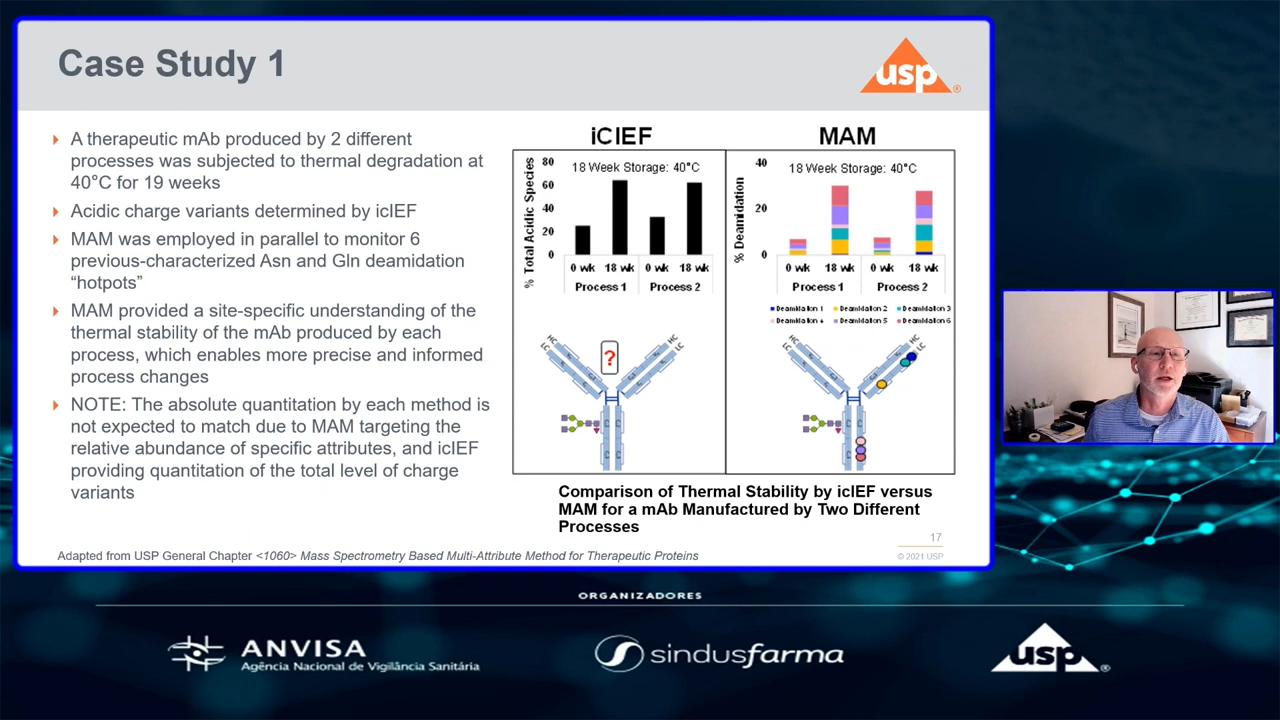 Case Study 1
usp®
A therapeutic mAb produced by 2 different
processes was subjected to thermal degradation at
40°C for 19 weeks
Acidic charge variants determined by icIEF
MAM was employed in parallel to monitor 6
previous-characterized Asn and Gln deamidation
“hotpots”
MAM provided a site-specific understanding of the
thermal stability of the mAb produced by each
process, which enables more precise and informed
process changes
NOTE: The absolute quantitation by each method is
not expected to match due to MAM targeting the
relative abundance of specific attributes, and icIEF
providing quantitation of the total level of charge
variants
iCIEF
% Total Acidic Species
80
60
40
20
0
18 Week Storage: 40°C
0 wk 18 wk 0 wk 18 wk
Process 1 Process 2
HC
LC
?
HC
LC
MAM
% Deamidation
40
20
0
18 Week Storage: 40°C
0 wk 18 wk 0 wk 18 wk
Process 1 Process 2
Deamidation 1 Deamidation 2 Deamidation 3
Deamidation 4 Deamidation 5 Deamidation 6
HC
LC
HC
LC
Comparison of Thermal Stability by icIEF versus
MAM for a mAb Manufactured by Two Different
Processes
17
Adapted from USP General Chapter <1060> Mass Spectrometry Based Multi-Attribute Method for Therapeutic Proteins
© 2021 USP
ORGANIZADORES
ANVISA
Agência Nacional de Vigilância Sanitária
sindusfarma
usp®